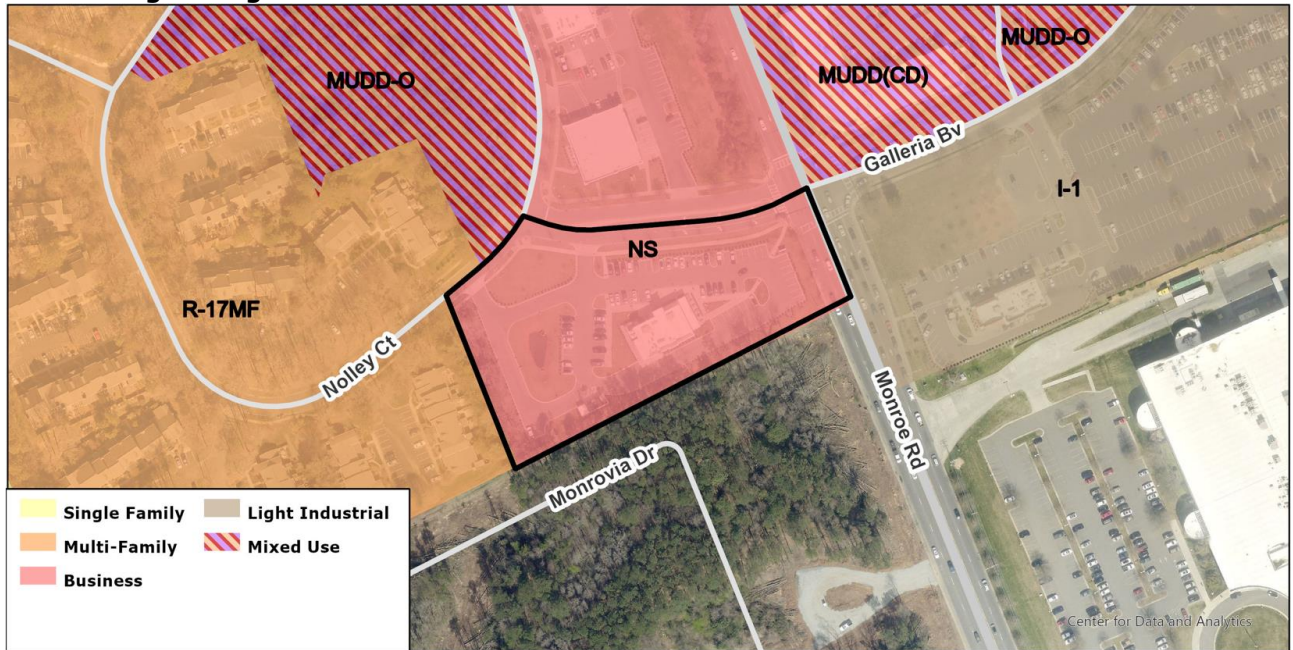 MUDD-O
MUDD-O
MUDD(CD)
Galleria Bv
I-1
NS
R-17MF
Nolley Ct
Monroe Rd
Monrovia Dr
Single Family
Light Industrial
Multi-Family
Mixed Use
Business
Center for Data and Analytics